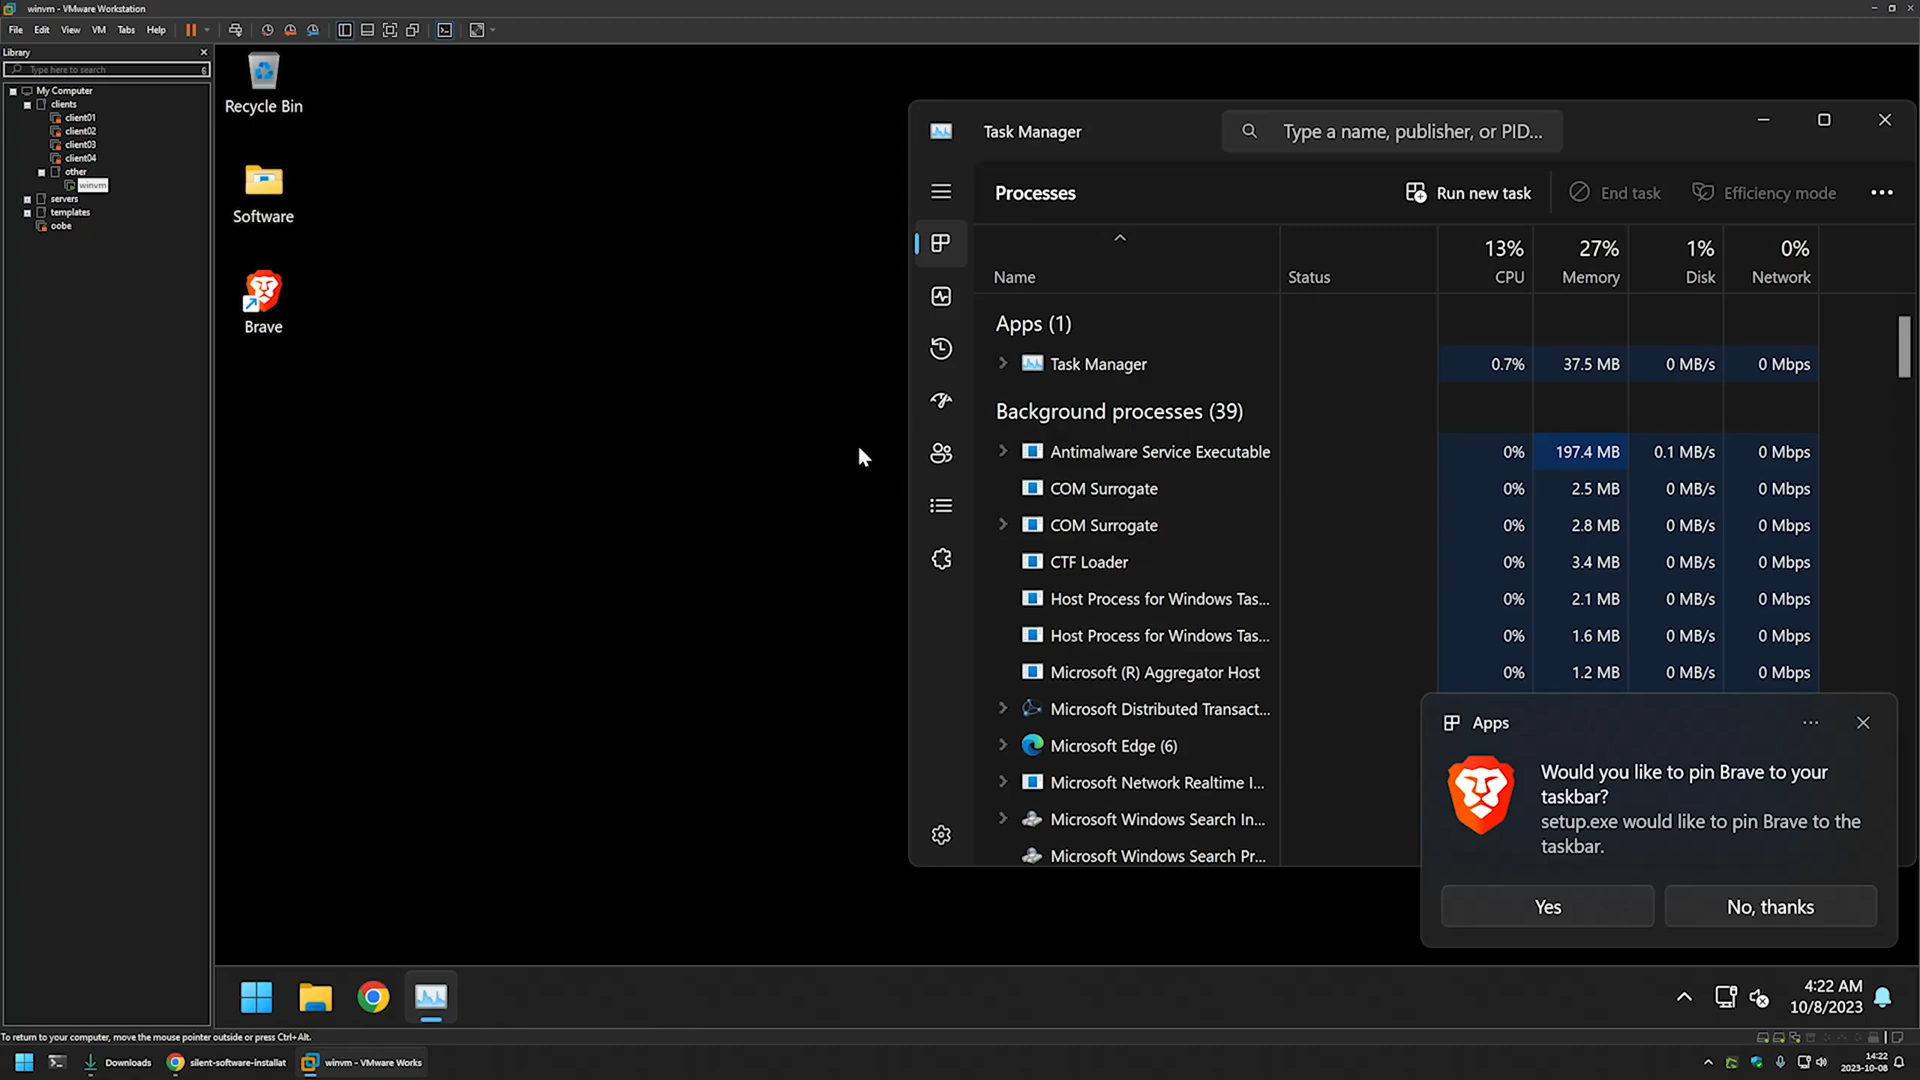 winvm - VMware Workstation
File Edit View VM Tabs Help
Library
Type here to search
My Computer
clients
client01
client02
client03
client04
other
winvm
servers
templates
oobe
Recycle Bin
Software
Brave
Task Manager
Type a name, publisher, or PID...
Processes
Run new task
End task
Efficiency mode
13% 27% 1% 0%
Name Status CPU Memory Disk Network
Apps (1)
Task Manager 0.7% 37.5 MB 0 MB/s 0 Mbps
Background processes (39)
Antimalware Service Executable 0% 197.4 MB 0.1 MB/s 0 Mbps
COM Surrogate 0% 2.5 MB 0 MB/s 0 Mbps
COM Surrogate 0% 2.8 MB 0 MB/s 0 Mbps
CTF Loader 0% 3.4 MB 0 MB/s 0 Mbps
Host Process for Windows Tas... 0% 2.1 MB 0 MB/s 0 Mbps
Host Process for Windows Tas... 0% 1.6 MB 0 MB/s 0 Mbps
Microsoft (R) Aggregator Host 0% 1.2 MB 0 MB/s 0 Mbps
Microsoft Distributed Transact...
Microsoft Edge (6)
Microsoft Network Realtime I...
Microsoft Windows Search In...
Microsoft Windows Search Pr...
Apps
Would you like to pin Brave to your
taskbar?
setup.exe would like to pin Brave to the
taskbar.
Yes
No, thanks
4:22 AM
10/8/2023
To return to your computer, move the mouse pointer outside or press Ctrl+Alt.
Downloads
silent-software-installat
winvm - VMware Works
14:22
2023-10-08